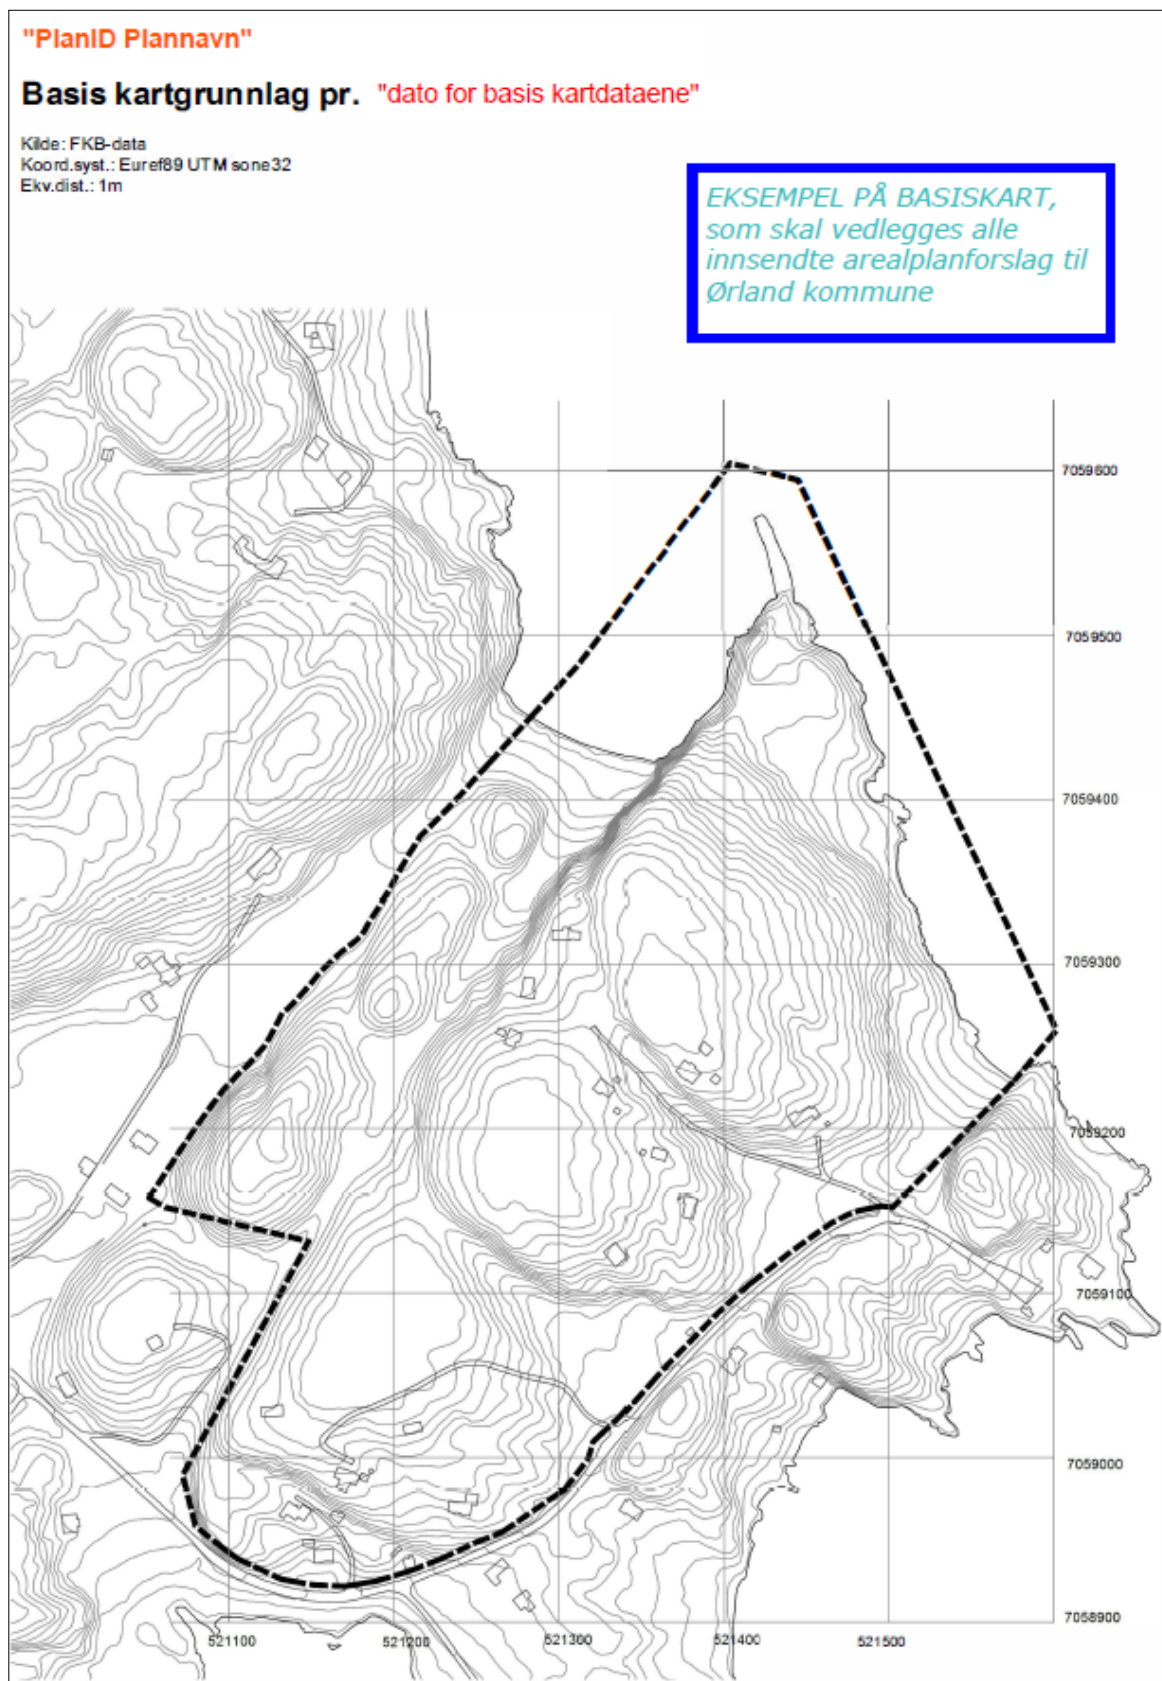 "PlanID Plannavn"
Basis kartgrunnlag pr. "dato for basis kartdataene"
Kilde: FKB-data
Koord.syst.: Euref89 UTM sone32
Ekv.dist.: 1m
EKSEMPEL PÅ BASISKART,
som skal vedlegges alle
innsendte arealplanforslag til
Ørland kommune
7059600
7059500
7059400
7059300
7059200
7059100
7059000
7058900
521100
521200
521300
521400
521500